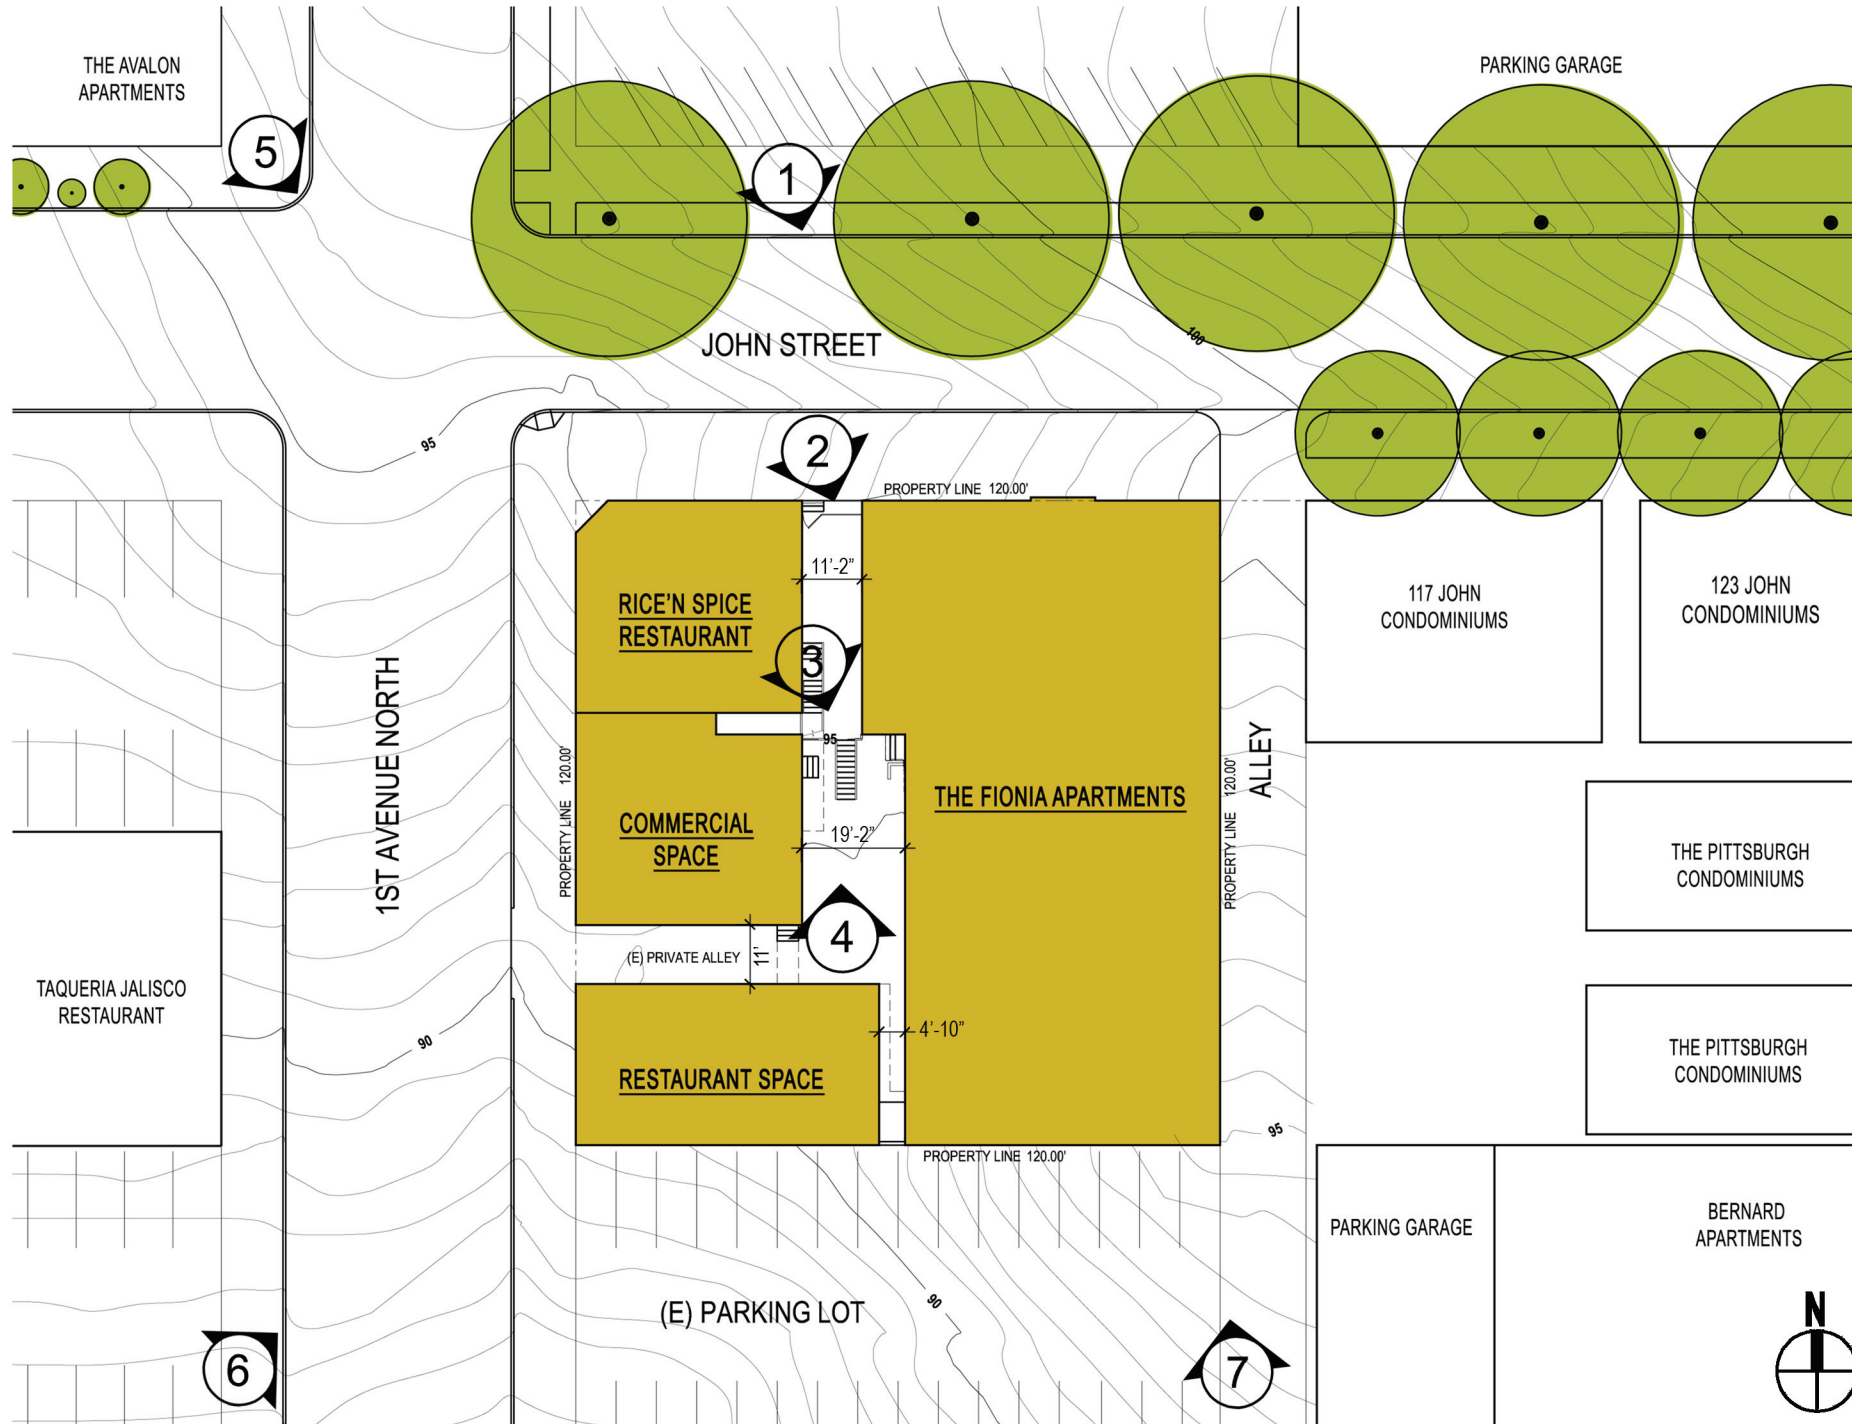 THE AVALON
APARTMENTS
PARKING GARAGE
5
1
JOHN STREET
100
95
2
PROPERTY LINE 120.00'
11'-2"
RICE'N SPICE
RESTAURANT
117 JOHN
CONDOMINIUMS
123 JOHN
CONDOMINIUMS
3
1ST AVENUE NORTH
95
PROPERTY LINE 120.00'
THE FIONIA APARTMENTS
PROPERTY LINE 120.00'
ALLEY
COMMERCIAL
SPACE
19'-2"
THE PITTSBURGH
CONDOMINIUMS
4
(E) PRIVATE ALLEY
11'
TAQUERIA JALISCO
RESTAURANT
90
4'-10"
THE PITTSBURGH
CONDOMINIUMS
RESTAURANT SPACE
95
PROPERTY LINE 120.00'
PARKING GARAGE
BERNARD
APARTMENTS
(E) PARKING LOT
90
N
6
7